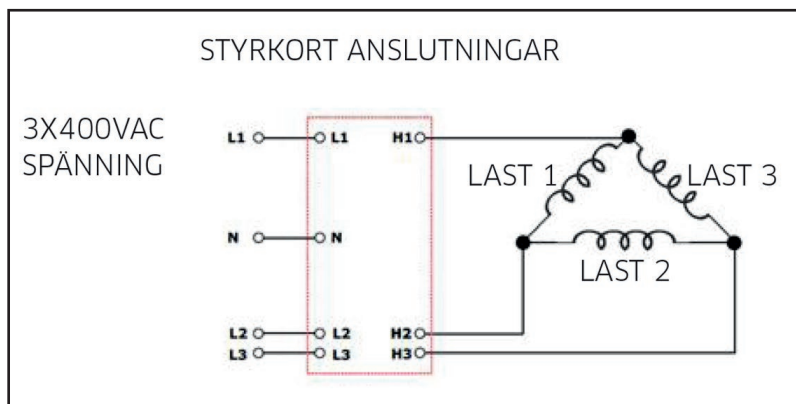 STYRKORT ANSLUTNINGAR
3X400VAC
SPÄNNING
L1 L1 H1
LAST 1 LAST 3
N N
LAST 2
L2 L2 H2
L3 L3 H3